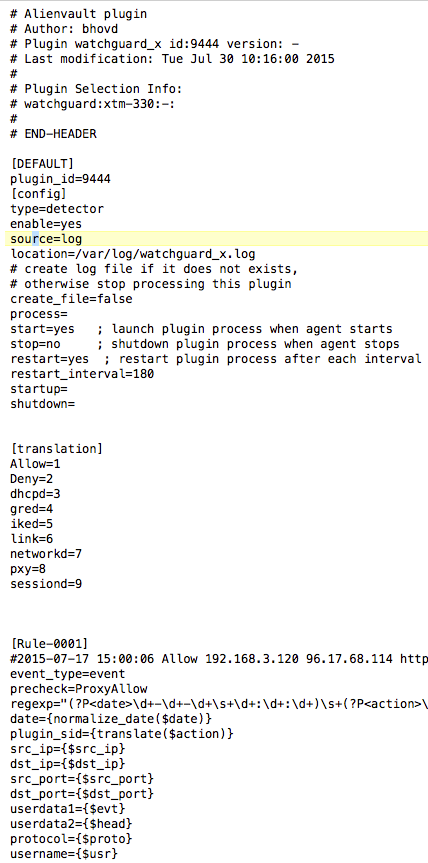 # Alienvault plugin
# Author: bhovd
# Plugin watchguard_x id:9444 version: -
# Last modification: Tue Jul 30 10:16:00 2015
#
# Plugin Selection Info:
# watchguard:xtm-330:-:
#
# END-HEADER
[DEFAULT]
plugin_id=9444
[config]
type=detector
enable=yes
source=log
location=/var/log/watchguard_x.log
# create log file if it does not exists,
# otherwise stop processing this plugin
create_file=false
process=
start=yes   ; launch plugin process when agent starts
stop=no     ; shutdown plugin process when agent stops
restart=yes  ; restart plugin process after each interval
restart_interval=180
startup=
shutdown=
[translation]
Allow=1
Deny=2
dhcpd=3
gred=4
iked=5
link=6
networkd=7
pxy=8
sessiond=9
[Rule-0001]
#2015-07-17 15:00:06 Allow 192.168.3.120 96.17.68.114 http
event_type=event
precheck=ProxyAllow
regexp="(?P<date>\d+-\d+-\d+\s+\d+:\d+:\d+)\s+(?P<action>\
date={normalize_date($date)}
plugin_sid={translate($action)}
src_ip={$src_ip}
dst_ip={$dst_ip}
src_port={$src_port}
dst_port={$dst_port}
userdata1={$evt}
userdata2={$head}
protocol={$proto}
username={$usr}